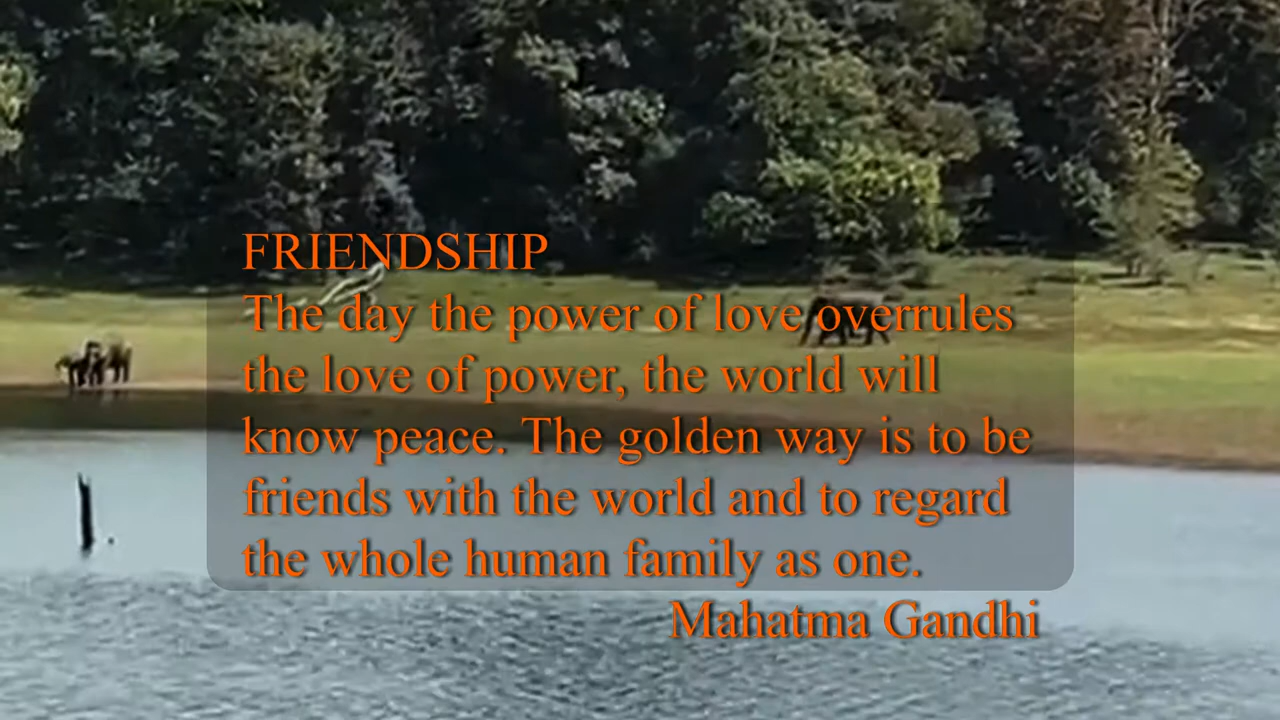 FRIENDSHIP
The day the power of love overrules
the love of power, the world will
know peace. The golden way is to be
friends with the world and to regard
the whole human family as one.
Mahatma Gandhi